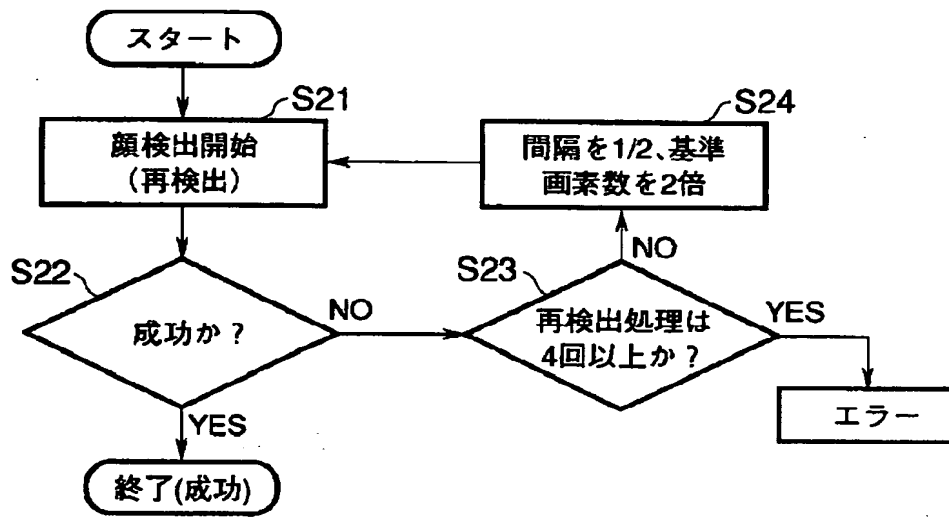 スタート
S21
顔検出開始
(再検出)
S24
間隔を1/2、基準
画素数を2倍
S22
成功か?
NO
YES
S23
再検出処理は
4回以上か?
NO
YES
エラー
終了(成功)